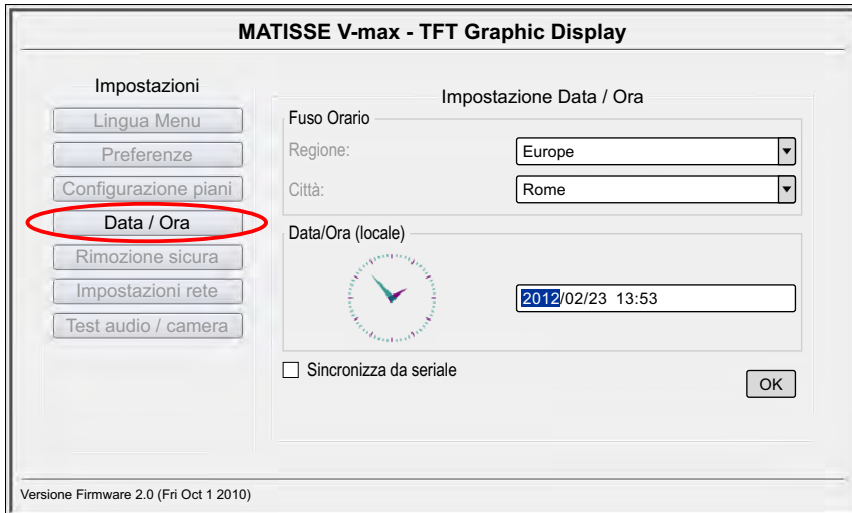 MATISSE V-max - TFT Graphic Display
Impostazioni
Lingua Menu
Preferenze
Configurazione piani
Data / Ora
Rimozione sicura
Impostazioni rete
Test audio / camera
Impostazione Data / Ora
Fuso Orario
Regione:
Europe
Città:
Rome
Data/Ora (locale)
2012/02/23 13:53
Sincronizza da seriale
OK
Versione Firmware 2.0 (Fri Oct 1 2010)